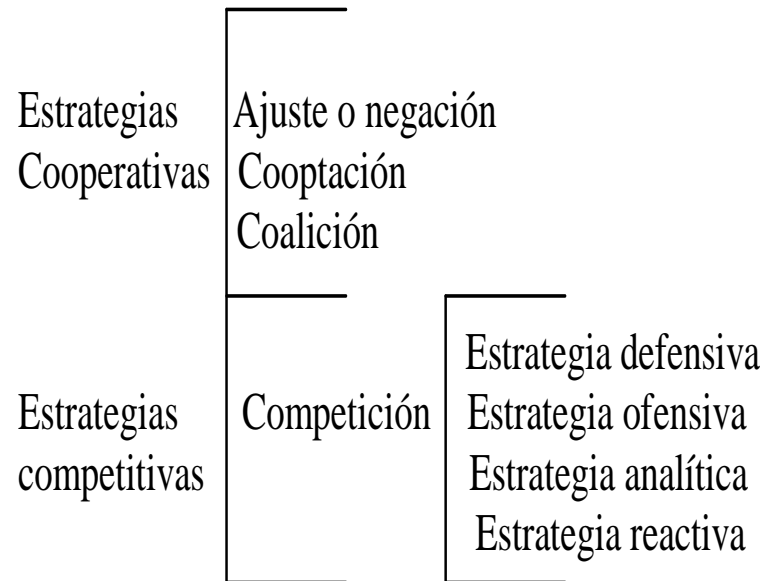 Estrategias
Cooperativas
Ajuste o negación
Cooptación
Coalición
Estrategias
competitivas
Competición
Estrategia defensiva
Estrategia ofensiva
Estrategia analítica
Estrategia reactiva